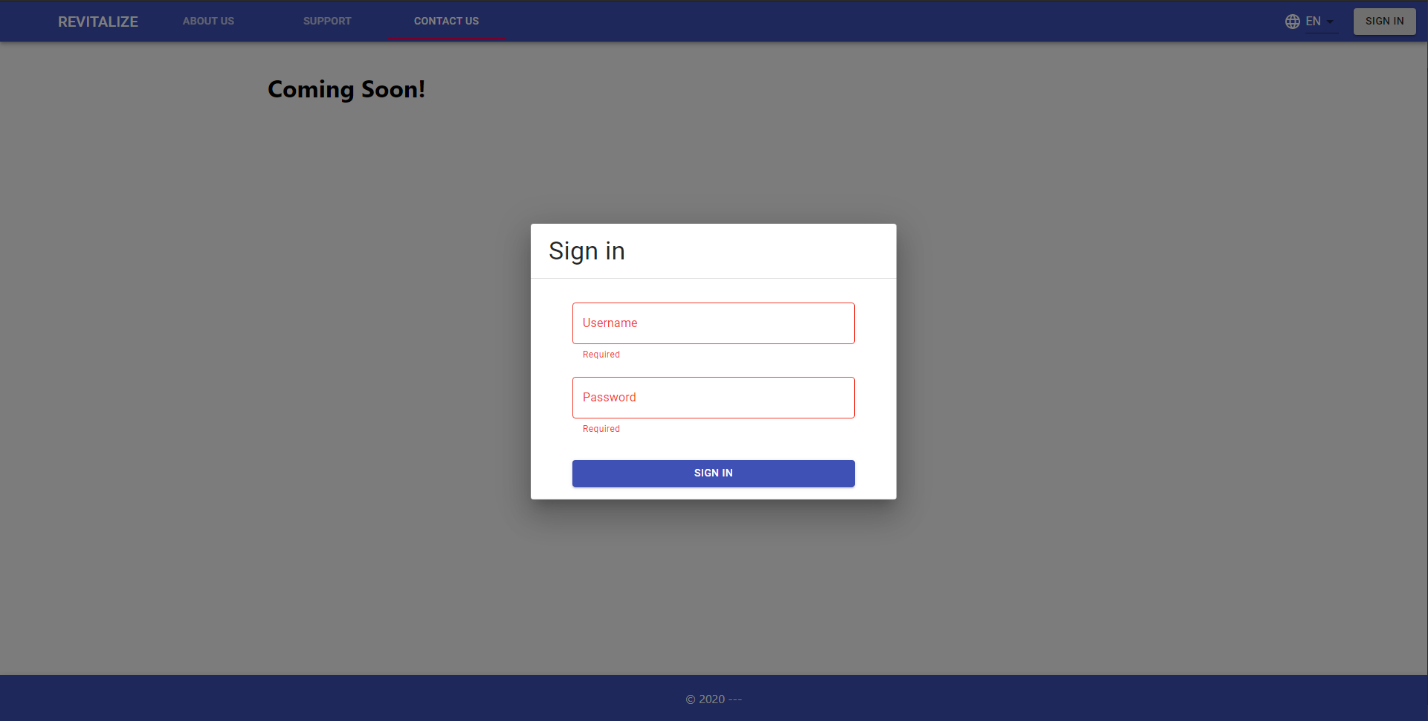 REVITALIZE ABOUT US SUPPORT CONTACT US EN SIGN IN
Coming Soon!
Sign in
Username
Required
Password
Required
SIGN IN
© 2020 ---